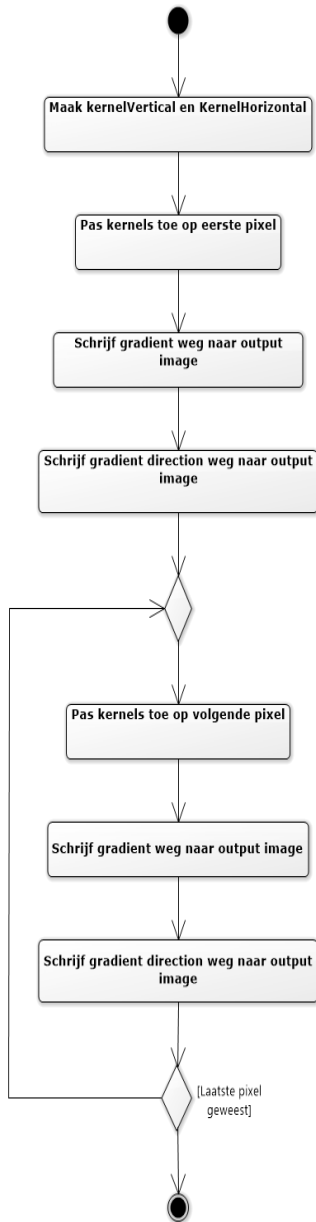 Maak kernelVertical en KernelHorizontal
Pas kernels toe op eerste pixel
Schrijf gradient weg naar output
image
Schrijf gradient direction weg naar output
image
Pas kernels toe op volgende pixel
Schrijf gradient weg naar output image
Schrijf gradient direction weg naar output
image
[Laatste pixel
geweest]